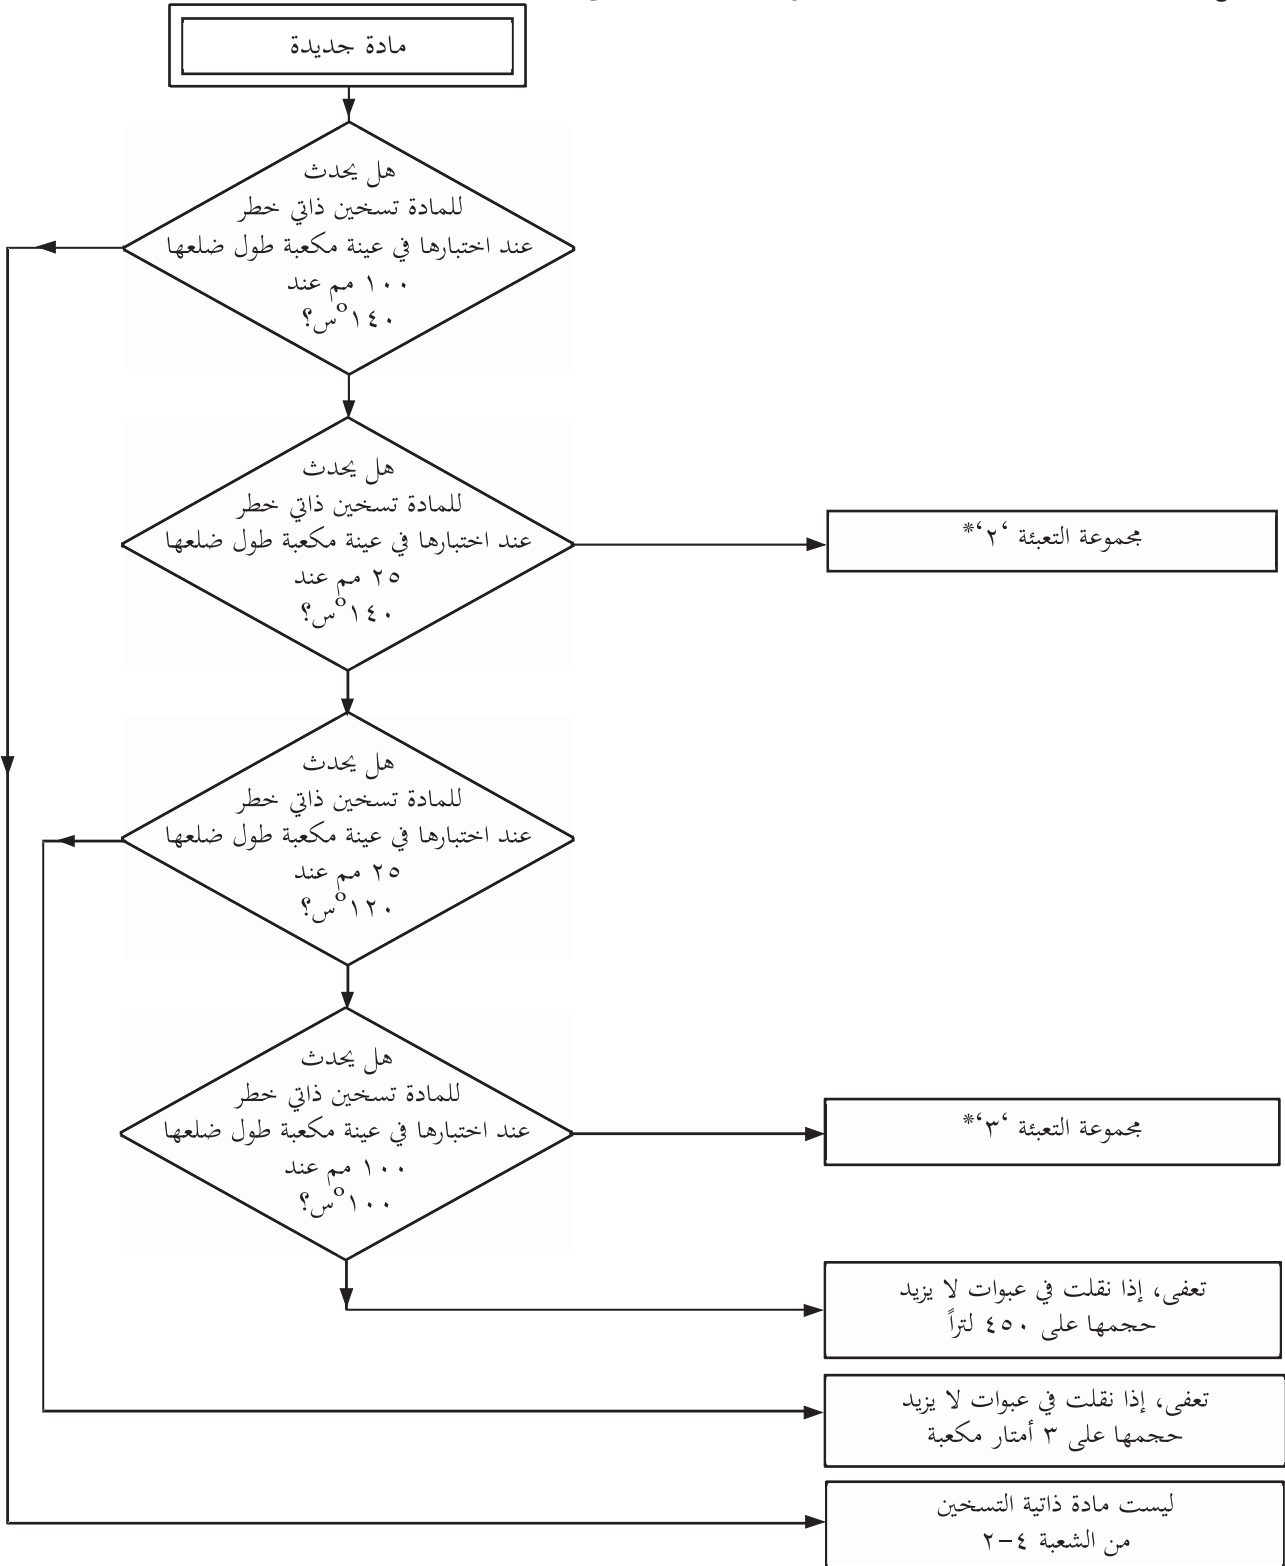 مادة جديدة
هل يحدث
للمادة تسخين ذاتي خطر
عند اختبارها في عينة مكعبة طول ضلعها
١٠٠ مم عند
١٤٠°س؟
هل يحدث
للمادة تسخين ذاتي خطر
عند اختبارها في عينة مكعبة طول ضلعها
٢٥ مم عند
١٤٠°س؟
مجموعة التعبئة ‘٢‘*
هل يحدث
للمادة تسخين ذاتي خطر
عند اختبارها في عينة مكعبة طول ضلعها
٢٥ مم عند
١٢٠°س؟
هل يحدث
للمادة تسخين ذاتي خطر
عند اختبارها في عينة مكعبة طول ضلعها
١٠٠ مم عند
١٠٠°س؟
مجموعة التعبئة ‘٣‘*
تعفى، إذا نقلت في عبوات لا يزيد
حجمها على ٤٥٠ لتراً
تعفى، إذا نقلت في عبوات لا يزيد
حجمها على ٣ أمتار مكعبة
ليست مادة ذاتية التسخين
من الشعبة ٤-٢